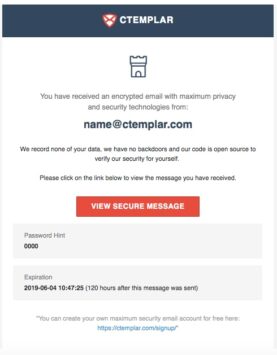 CTEMPLAR
You have received an encrypted email with maximum privacy
and security technologies from:
name@ctemplar.com
We record none of your data, we have no backdoors and our code is open source to
verify our security for yourself.
Please click on the link below to view the message you have received.
VIEW SECURE MESSAGE
Password Hint
0000
Expiration
2019-06-04 10:47:25 (120 hours after this message was sent)
"You can create your own maximum security email account for free here:
https://ctemplar.com/signup/"